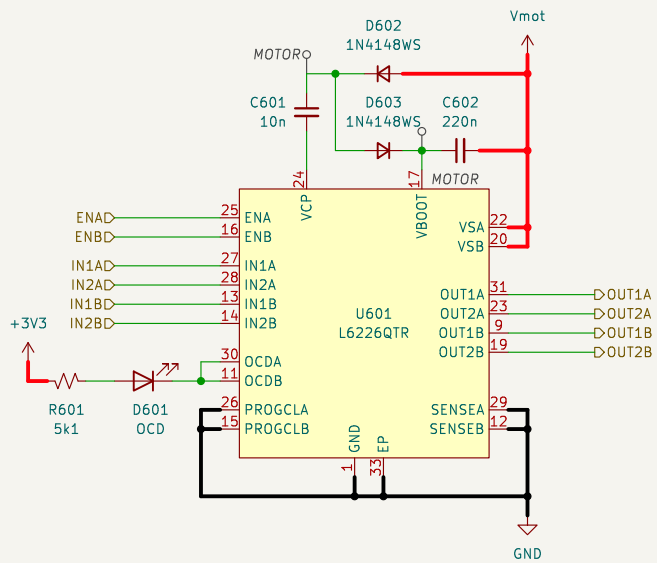 Vmot
D602
1N4148WS
MOTOR
C601
10n
D603
1N4148WS
C602
220n
MOTOR
24
17
VCP
VBOOT
ENA 25 ENA
ENB 16 ENB
VSA 22
VSB 20
IN1A 27 IN1A
IN2A 28 IN2A
IN1B 13 IN1B
IN2B 14 IN2B
OUT1A 31 OUT1A
OUT2A 23 OUT2A
OUT1B 9 OUT1B
OUT2B 19 OUT2B
U601
L6226QTR
+3V3
30 OCDA
11 OCDB
R601
5k1
D601
OCD
26 PROGCLA
15 PROGCLB
SENSEA 29
SENSEB 12
GND
EP
1
33
GND